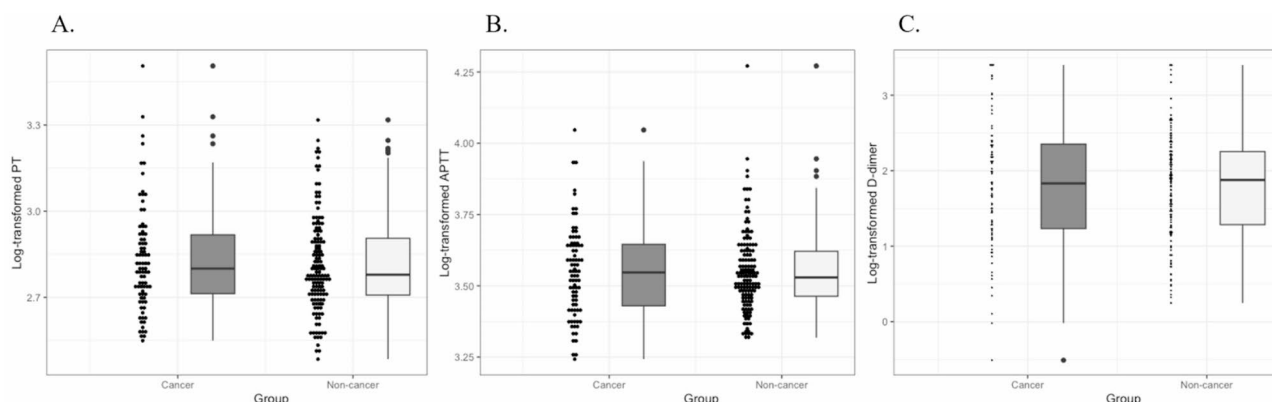 A.
Log-transformed PT
3.3
3.0
2.7
Cancer
Non-cancer
Group
B.
Log-transformed APTT
4.25
4.00
3.75
3.50
3.25
Cancer
Non-cancer
Group
C.
Log-transformed D-dimer
3
2
1
0
Cancer
Non-cancer
Group